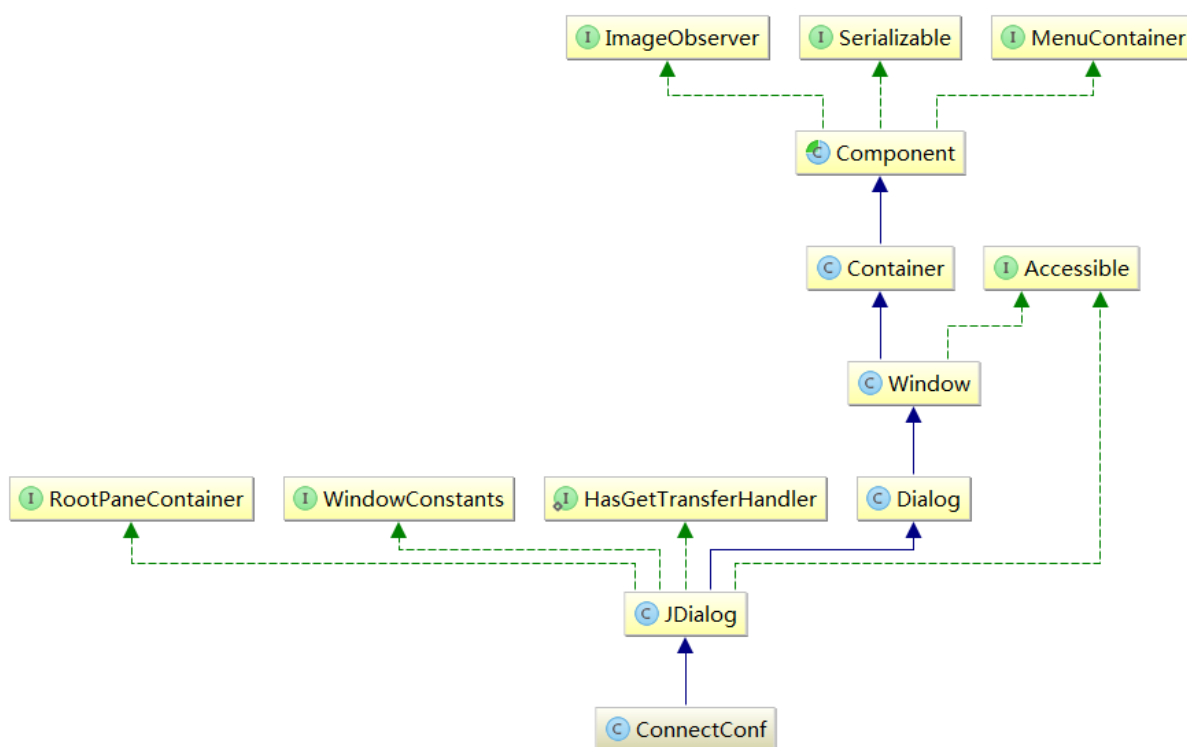 I ImageObserver
I Serializable
I MenuContainer
C Component
C Container
I Accessible
C Window
I RootPaneContainer
I WindowConstants
I HasGetTransferHandler
C Dialog
C JDialog
C ConnectConf